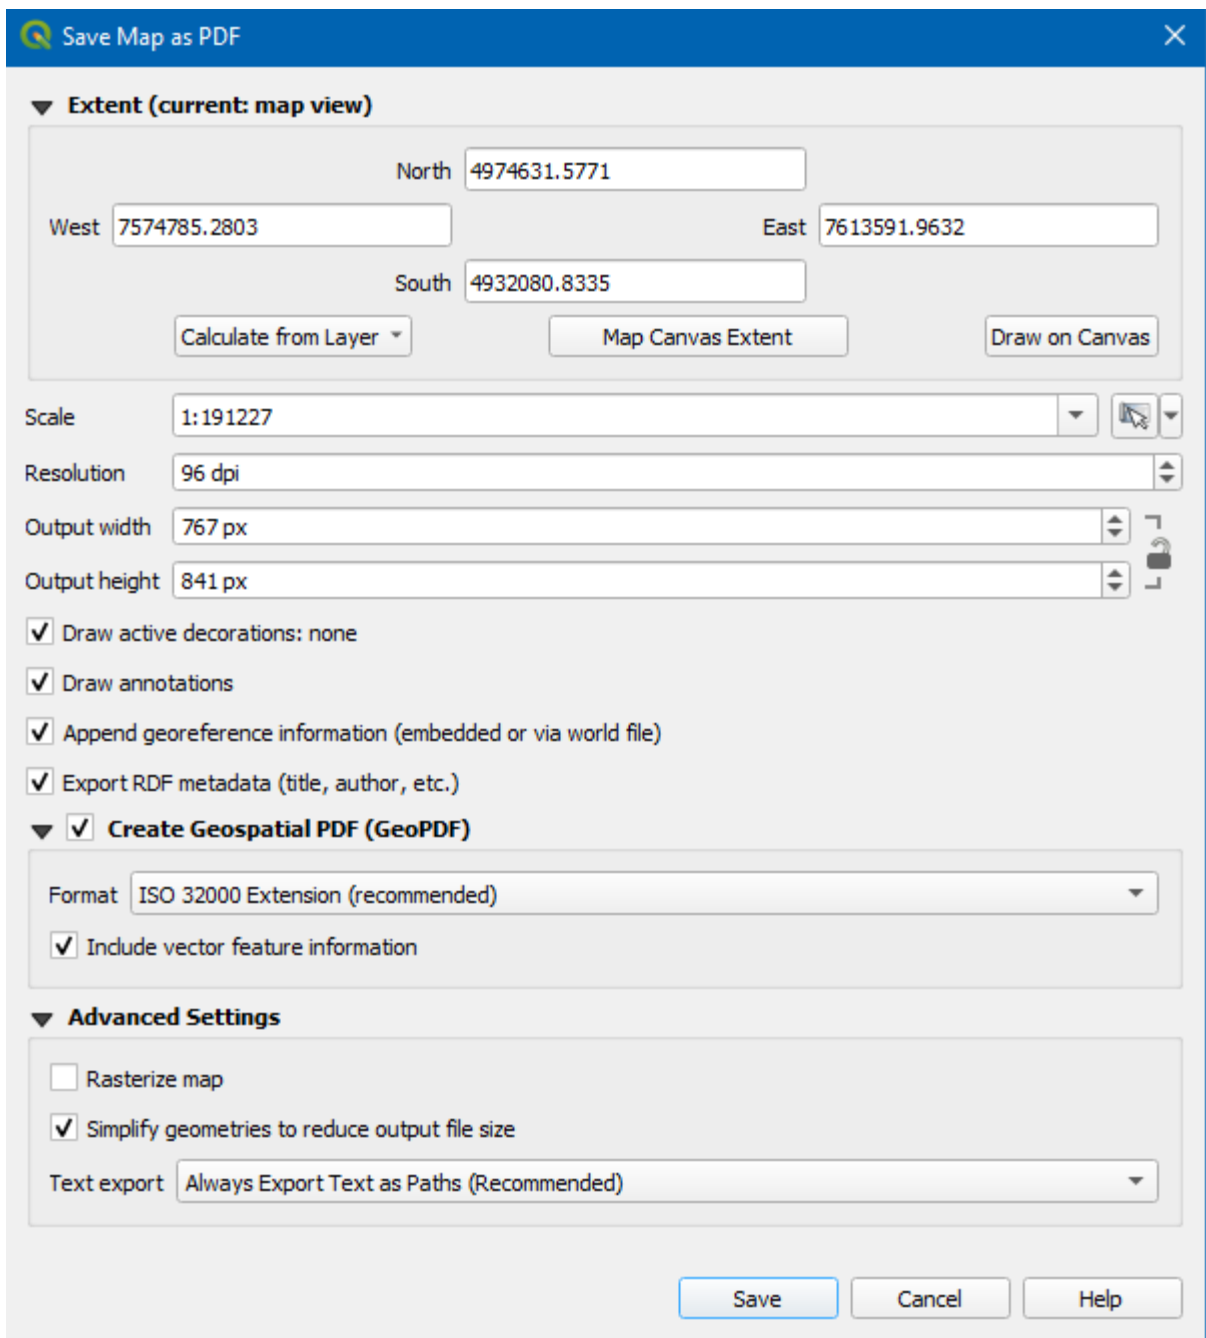 Save Map as PDF
Extent (current: map view)
North 4974631.5771
West 7574785.2803 East 7613591.9632
South 4932080.8335
Calculate from Layer Map Canvas Extent Draw on Canvas
Scale 1:191227
Resolution 96 dpi
Output width 767 px
Output height 841 px
Draw active decorations: none
Draw annotations
Append georeference information (embedded or via world file)
Export RDF metadata (title, author, etc.)
Create Geospatial PDF (GeoPDF)
Format ISO 32000 Extension (recommended)
Include vector feature information
Advanced Settings
Rasterize map
Simplify geometries to reduce output file size
Text export Always Export Text as Paths (Recommended)
Save Cancel Help